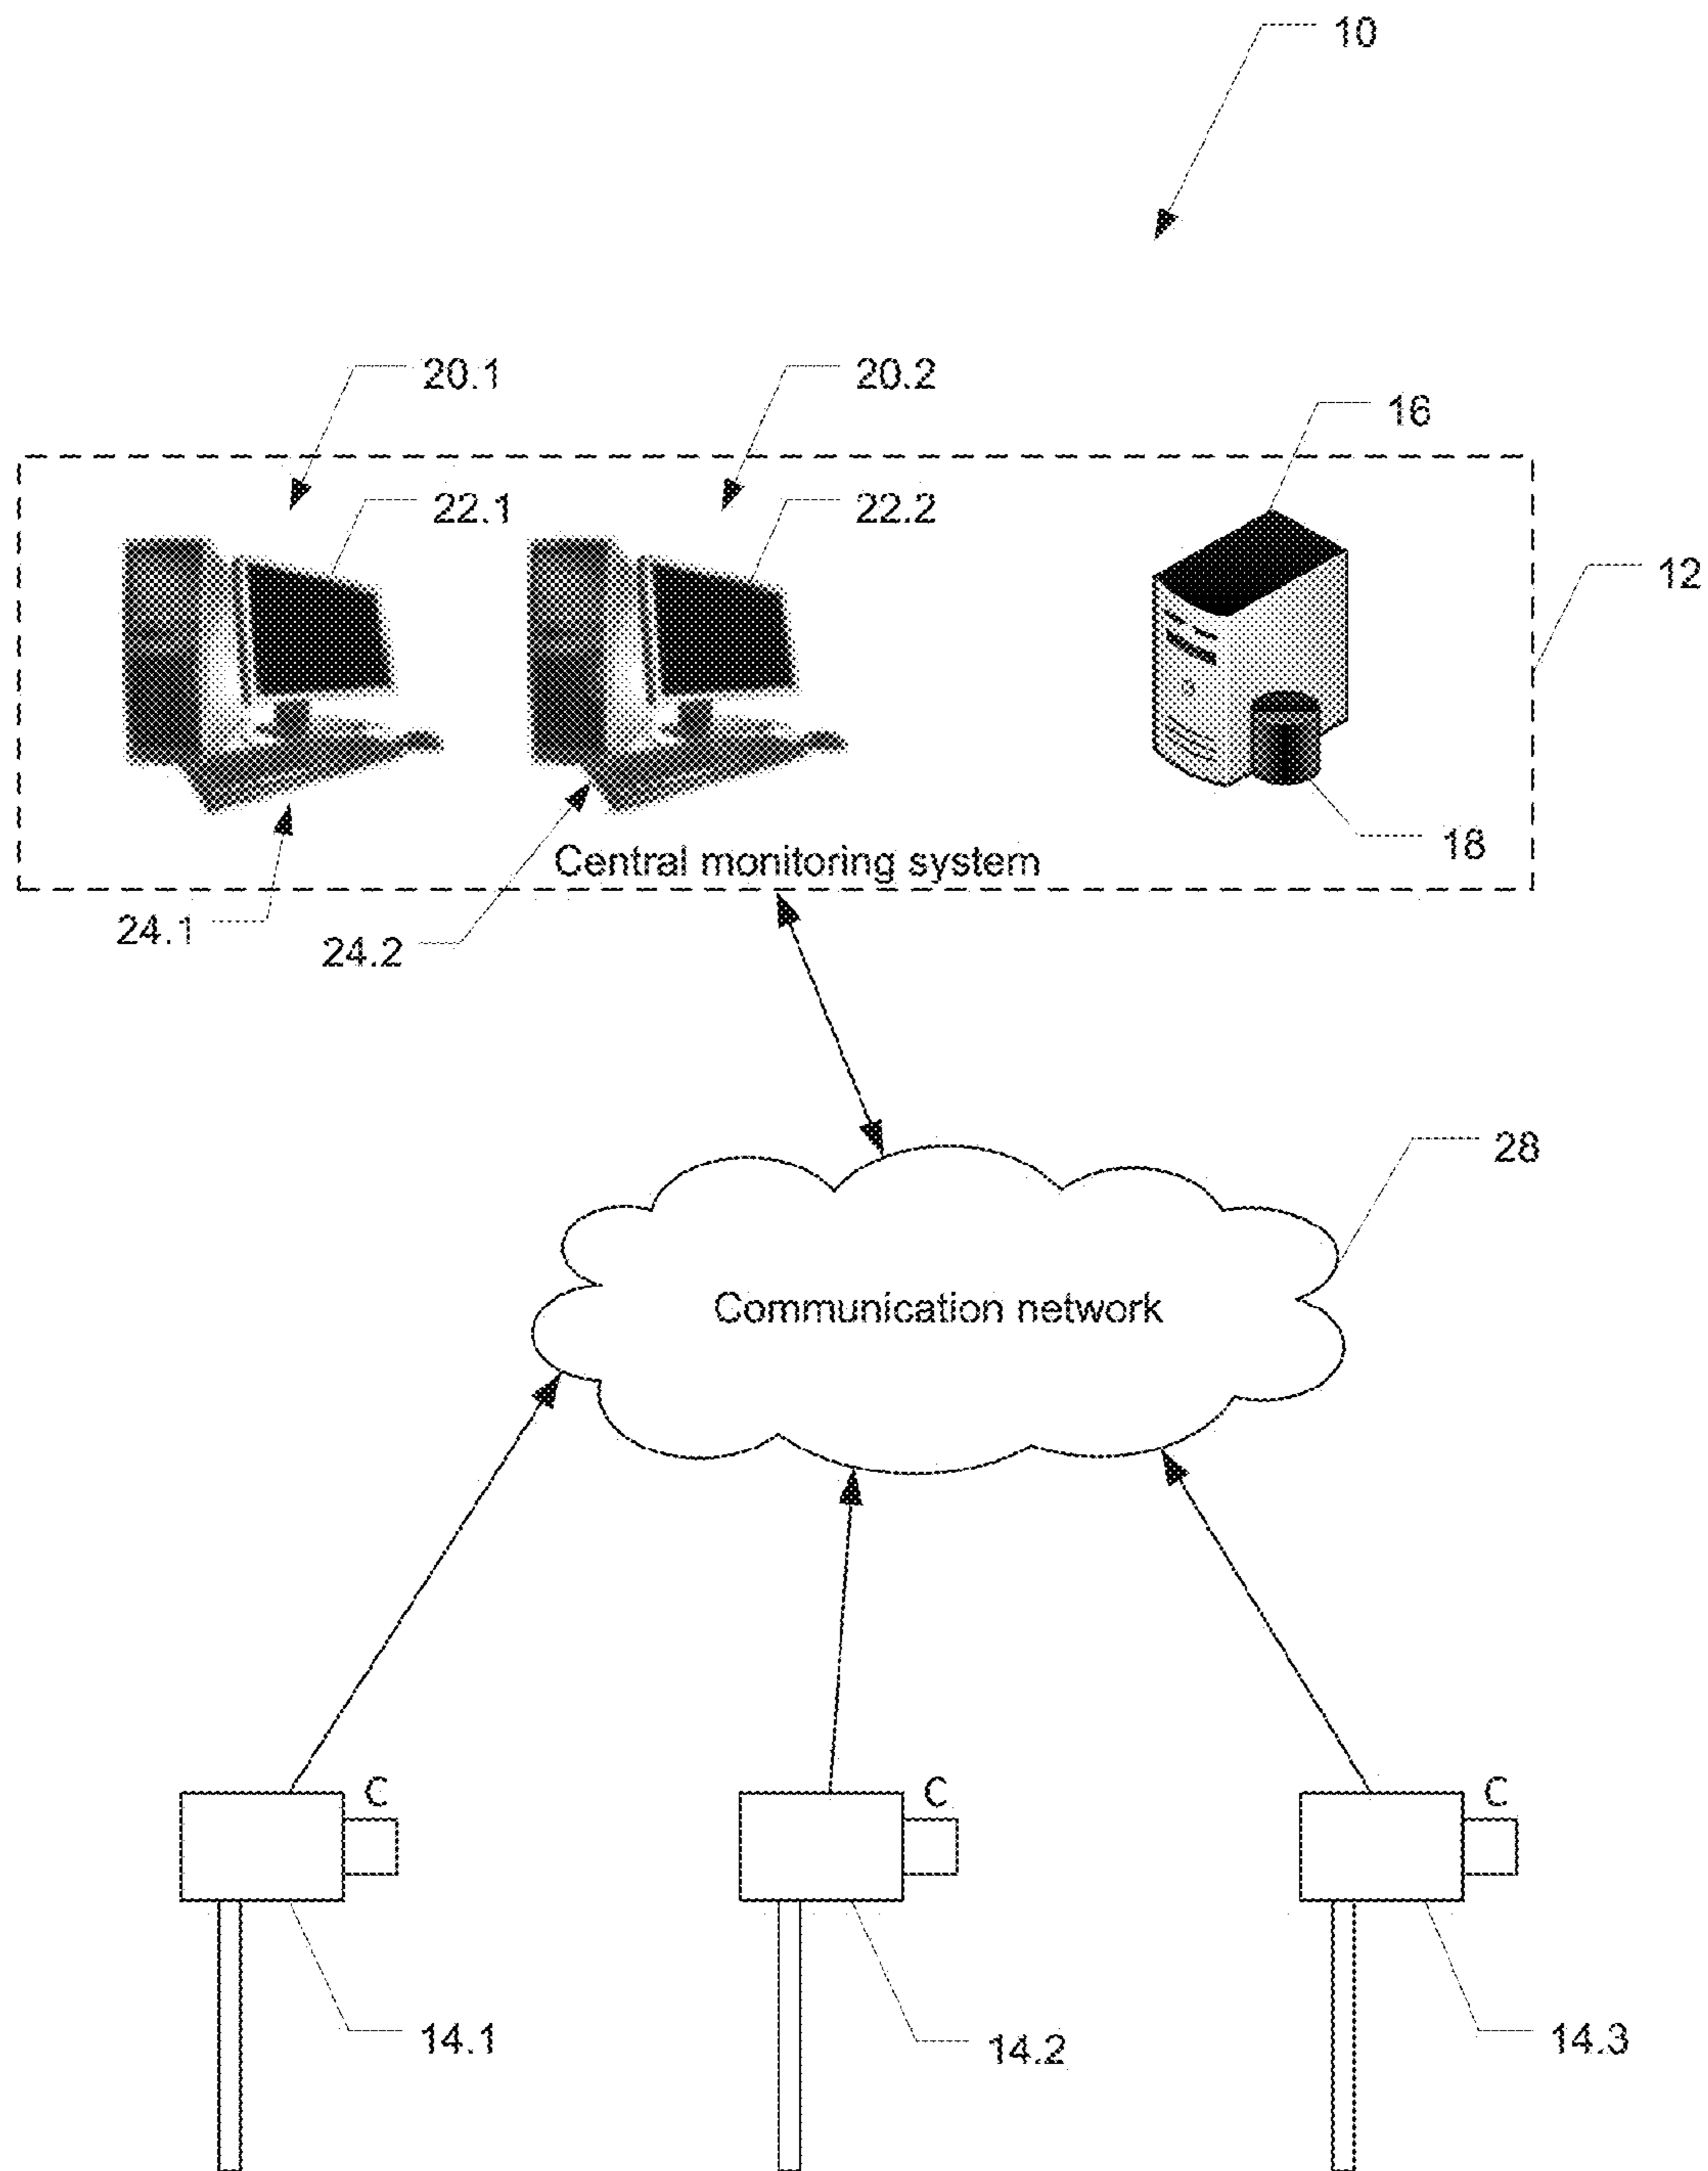 10
20.1
20.2
16
22.1
22.2
12
18
Central monitoring system
24.1
24.2
28
Communication network
C
C
C
14.1
14.2
14.3